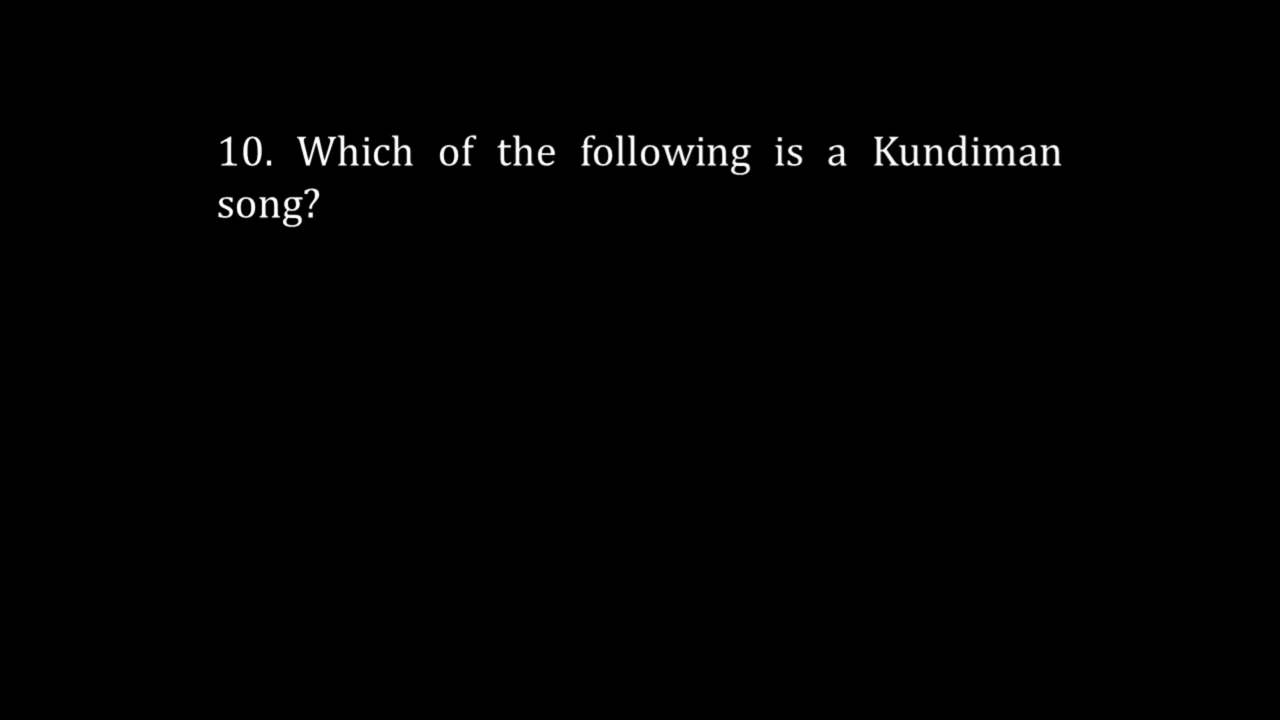 10. Which of the following is a Kundiman
song?